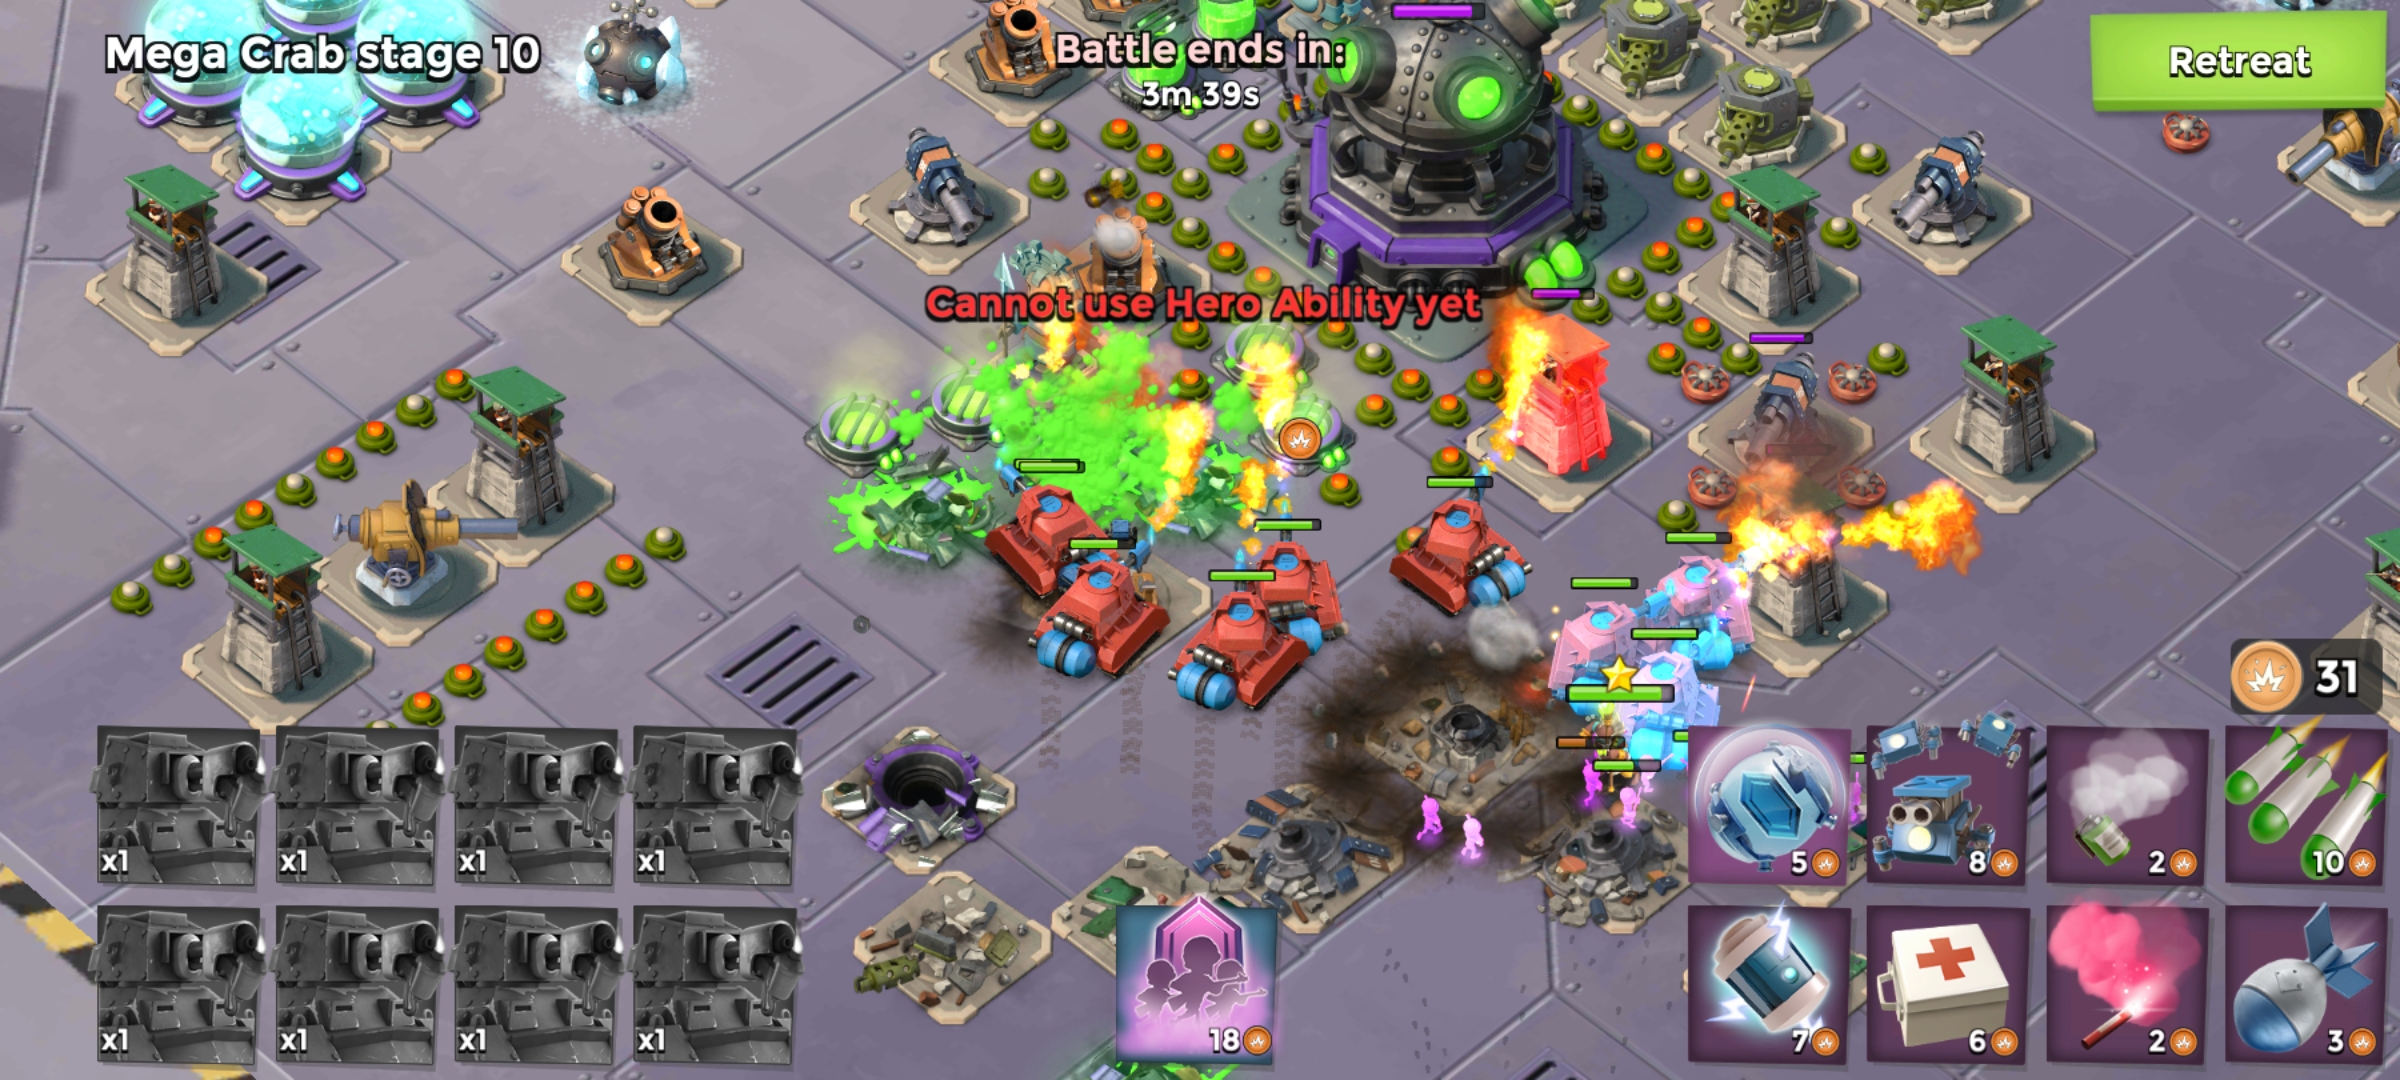 Mega Crab stage 10
Battle ends in:
3m 39s
Retreat
Cannot use Hero Ability yet
31
x1 x1 x1 x1
5 8 2 10
x1 x1 x1 x1
18
7 6 2 3